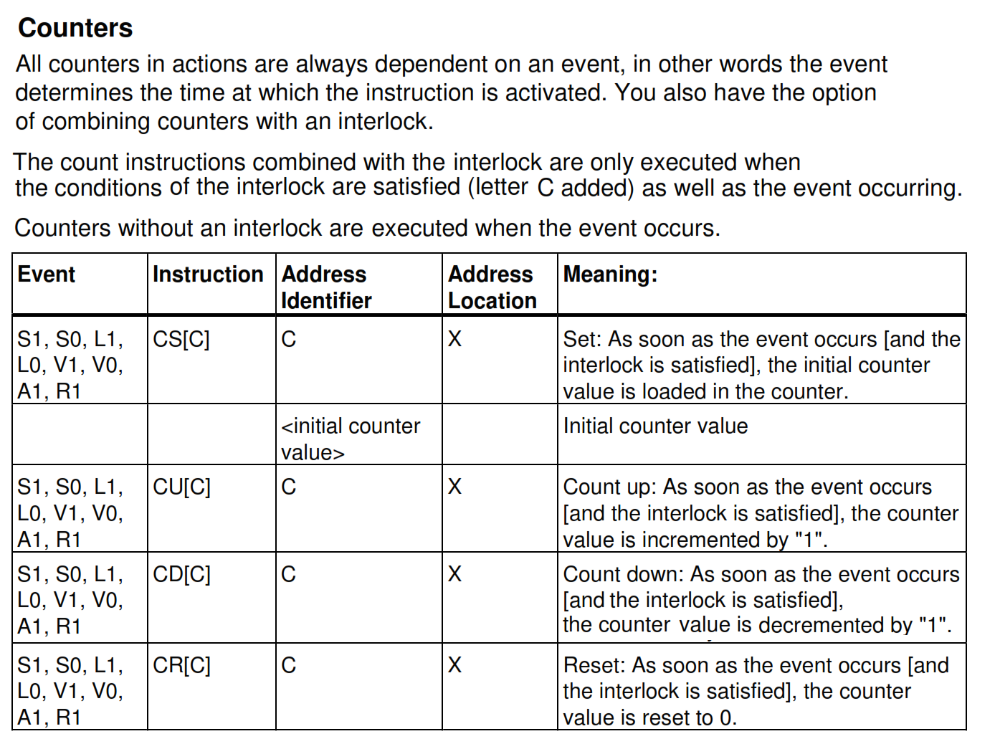 Counters
All counters in actions are always dependent on an event, in other words the event
determines the time at which the instruction is activated. You also have the option
of combining counters with an interlock.
The count instructions combined with the interlock are only executed when
the conditions of the interlock are satisfied (letter C added) as well as the event occurring.
Counters without an interlock are executed when the event occurs.
Event Instruction Address Address Meaning:
Identifier Location
S1, S0, L1, CS[C] C X Set: As soon as the event occurs [and the
L0, V1, V0, interlock is satisfied], the initial counter
A1, R1 value is loaded in the counter.
<initial counter Initial counter value
value>
S1, S0, L1, CU[C] C X Count up: As soon as the event occurs
L0, V1, V0, [and the interlock is satisfied], the counter
A1, R1 value is incremented by "1".
S1, S0, L1, CD[C] C X Count down: As soon as the event occurs
L0, V1, V0, [and the interlock is satisfied],
A1, R1 the counter value is decremented by "1".
S1, S0, L1, CR[C] C X Reset: As soon as the event occurs [and
L0, V1, V0, the interlock is satisfied], the counter
A1, R1 value is reset to 0.